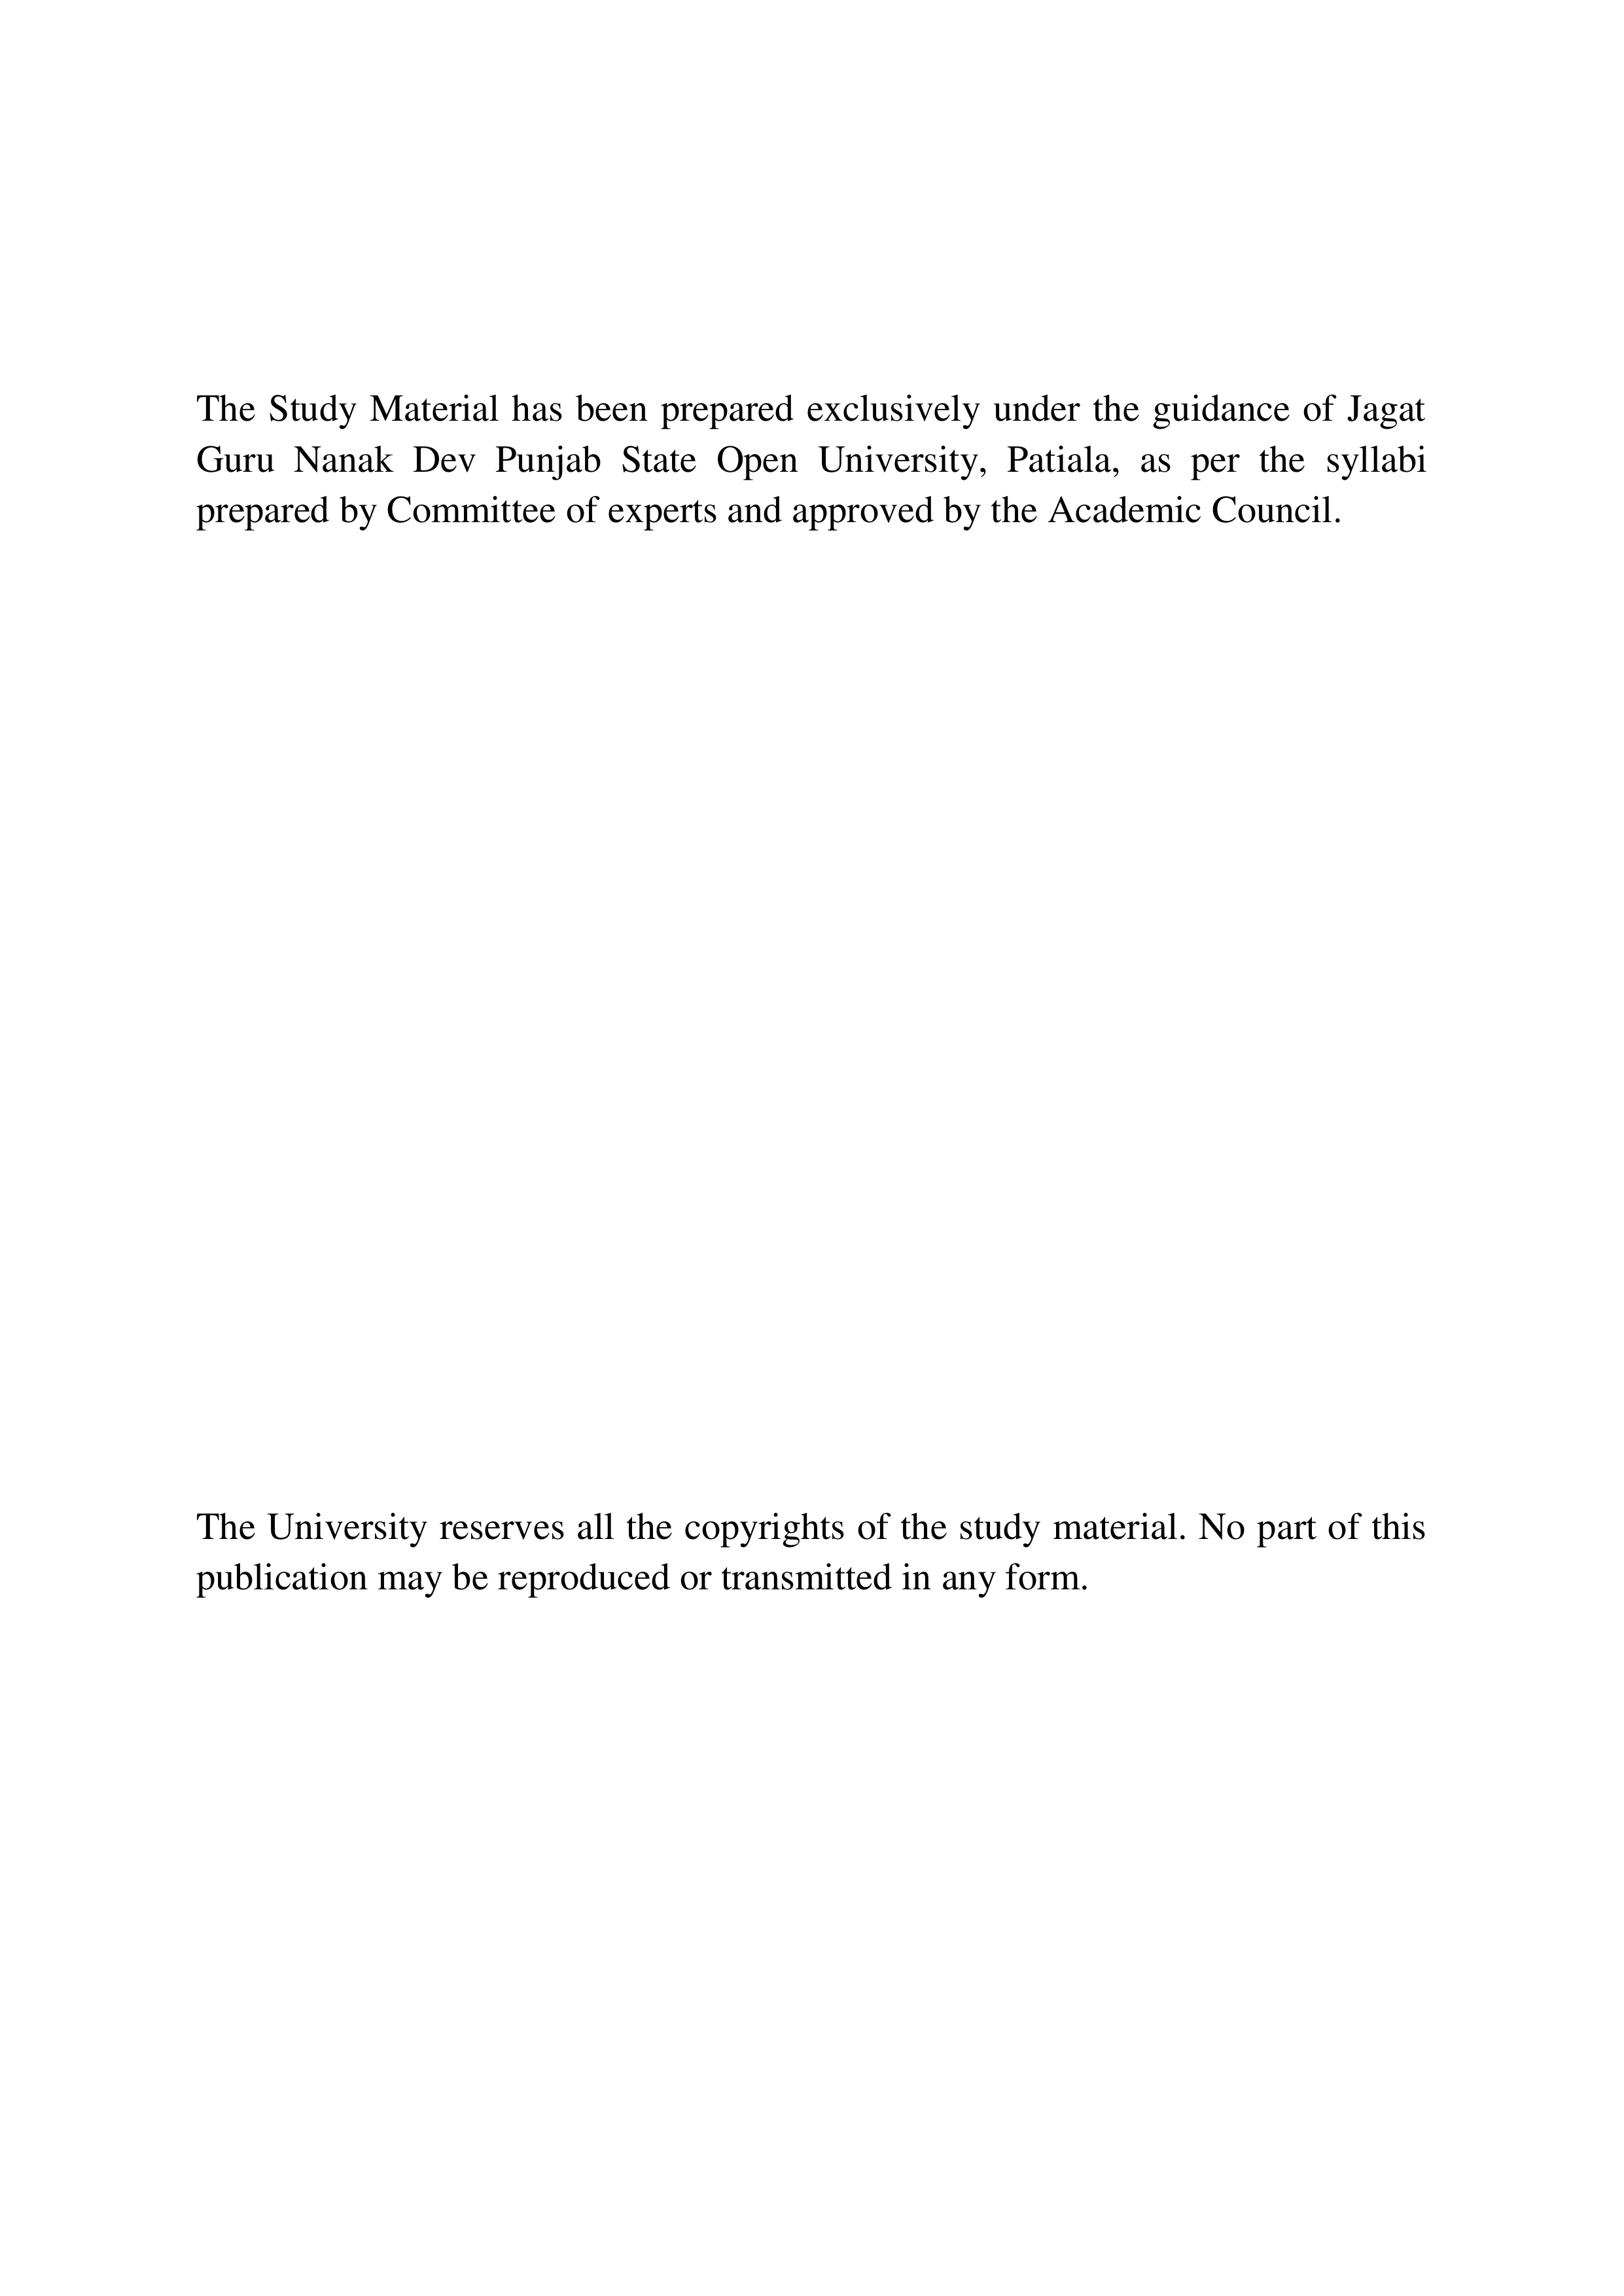 The Study Material has been prepared exclusively under the guidance of Jagat
Guru Nanak Dev Punjab State Open University, Patiala, as per the syllabi
prepared by Committee of experts and approved by the Academic Council.
The University reserves all the copyrights of the study material. No part of this
publication may be reproduced or transmitted in any form.